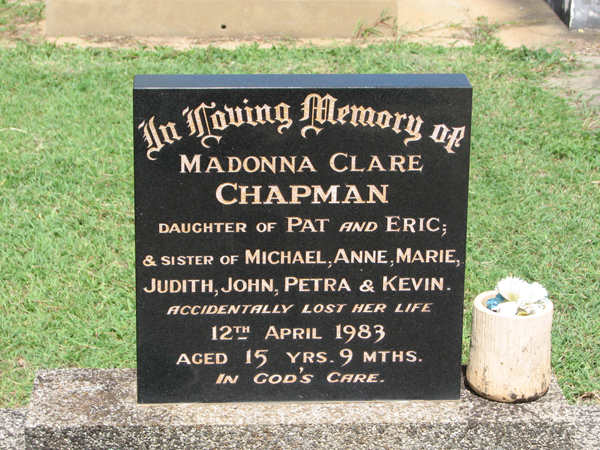 In Loving Memory of
MADONNA CLARE
CHAPMAN
DAUGHTER OF PAT AND ERIC;
& SISTER OF MICHAEL, ANNE, MARIE,
JUDITH, JOHN, PETRA & KEVIN.
ACCIDENTALLY LOST HER LIFE
12TH APRIL 1983
AGED 15 YRS. 9 MTHS.
IN GOD'S CARE.